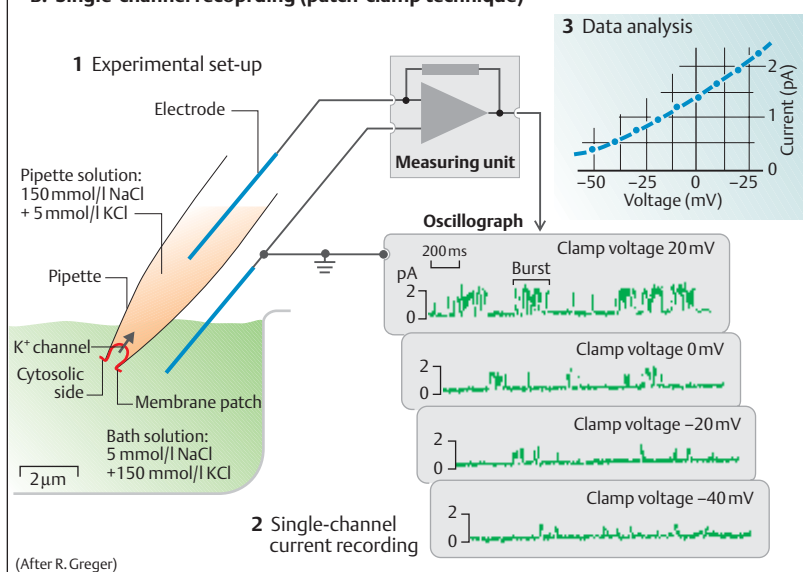 B. Single-channel recoprding (patch-clamp technique)
1 Experimental set-up
Electrode
Pipette solution:
150 mmol/l NaCl
+ 5 mmol/l KCl
Pipette
K+ channel
Cytosolic
side
Membrane patch
Bath solution:
5 mmol/l NaCl
+150 mmol/l KCl
2 µm
(After R. Greger)
Measuring unit
3 Data analysis
Current (pA)
2
1
0
−50
−25
0
−25
Voltage (mV)
Oscillograph
Clamp voltage 20 mV
200 ms
Burst
pA
2
0
Clamp voltage 0 mV
2
0
Clamp voltage −20 mV
2
0
Clamp voltage −40 mV
2
0
2 Single-channel
current recording